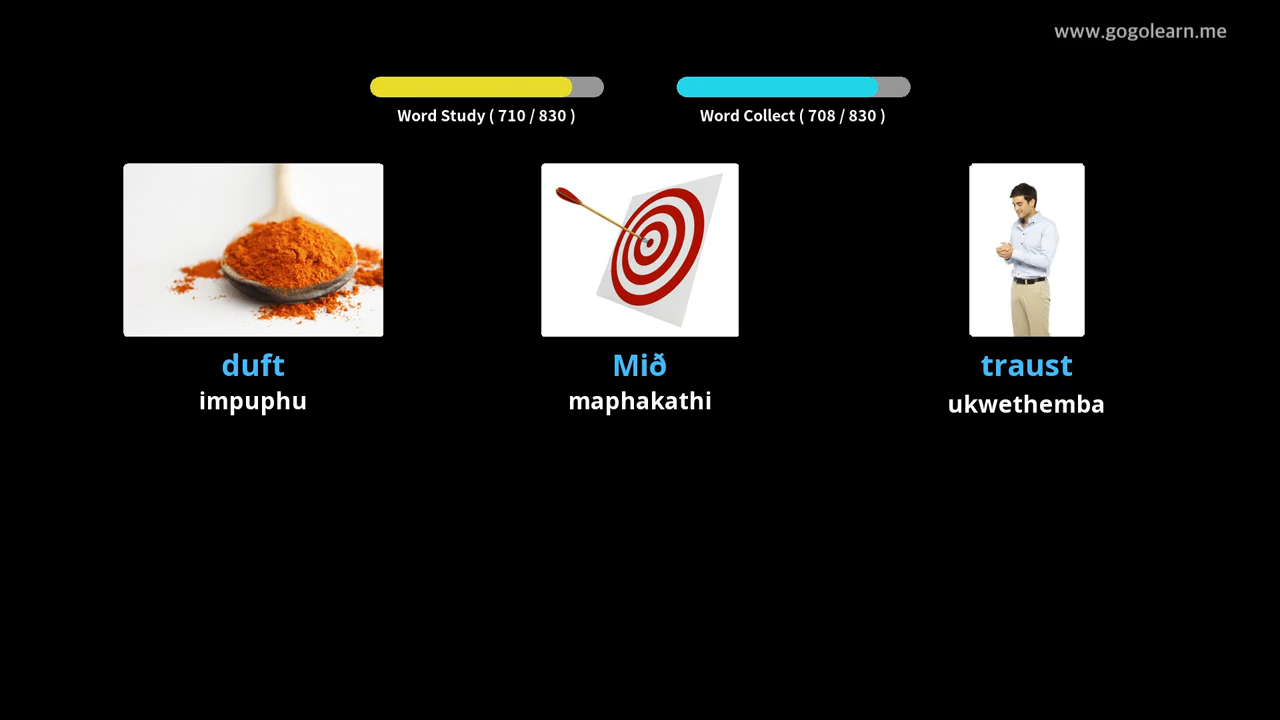 www.gogolearn.me
Word Study ( 710 / 830 )
Word Collect ( 708 / 830 )
duft
impuphu
Mið
maphakathi
traust
ukwethemba